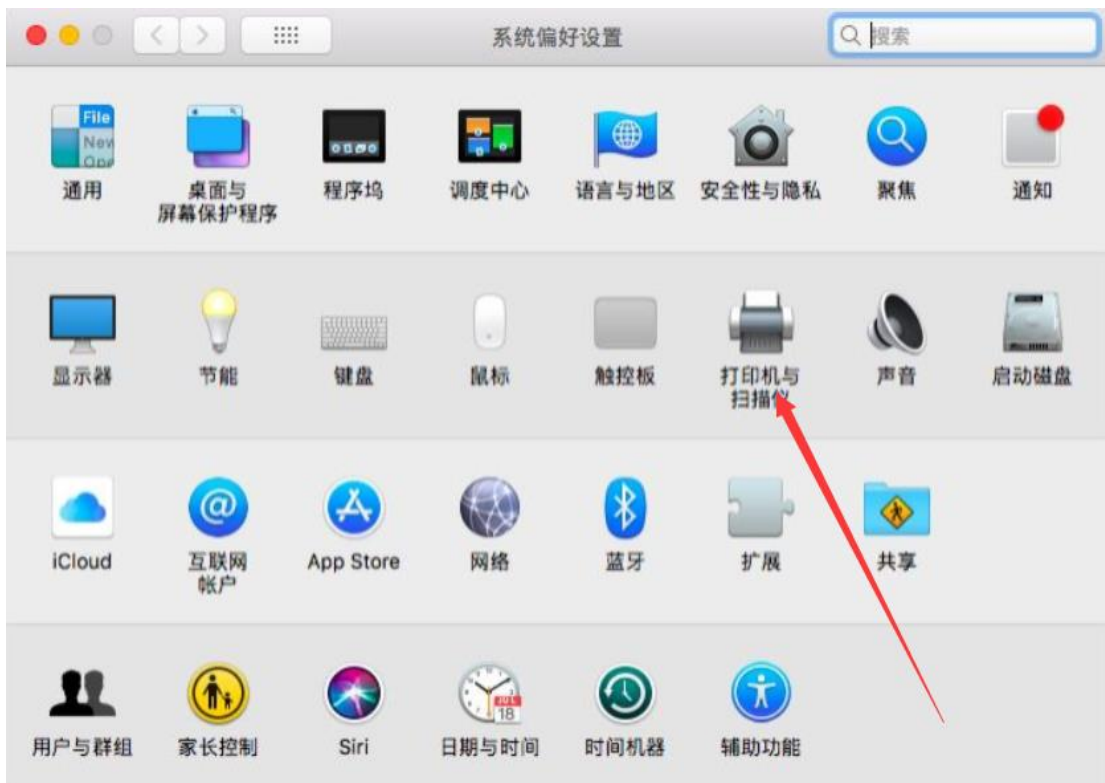 系统偏好设置
搜索
File
New
Ope
通用
桌面与
屏幕保护程序
程序坞
调度中心
语言与地区
安全性与隐私
聚焦
通知
显示器
节能
键盘
鼠标
触控板
打印机与
扫描仪
声音
启动磁盘
iCloud
互联网
帐户
App Store
网络
蓝牙
扩展
共享
用户与群组
家长控制
Siri
JUL
18
日期与时间
时间机器
辅助功能